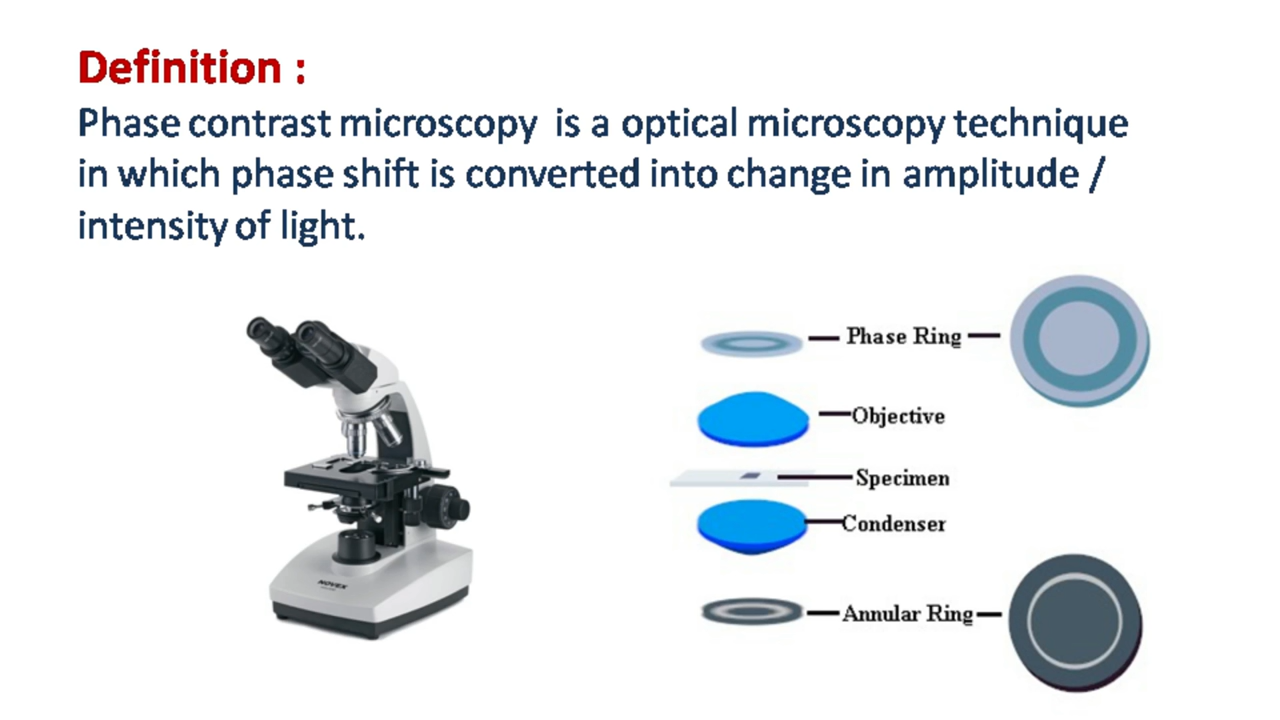 Definition :
Phase contrast microscopy is a optical microscopy technique
in which phase shift is converted into change in amplitude /
intensity of light.
Phase Ring
Objective
Specimen
Condenser
Annular Ring
NOVEX